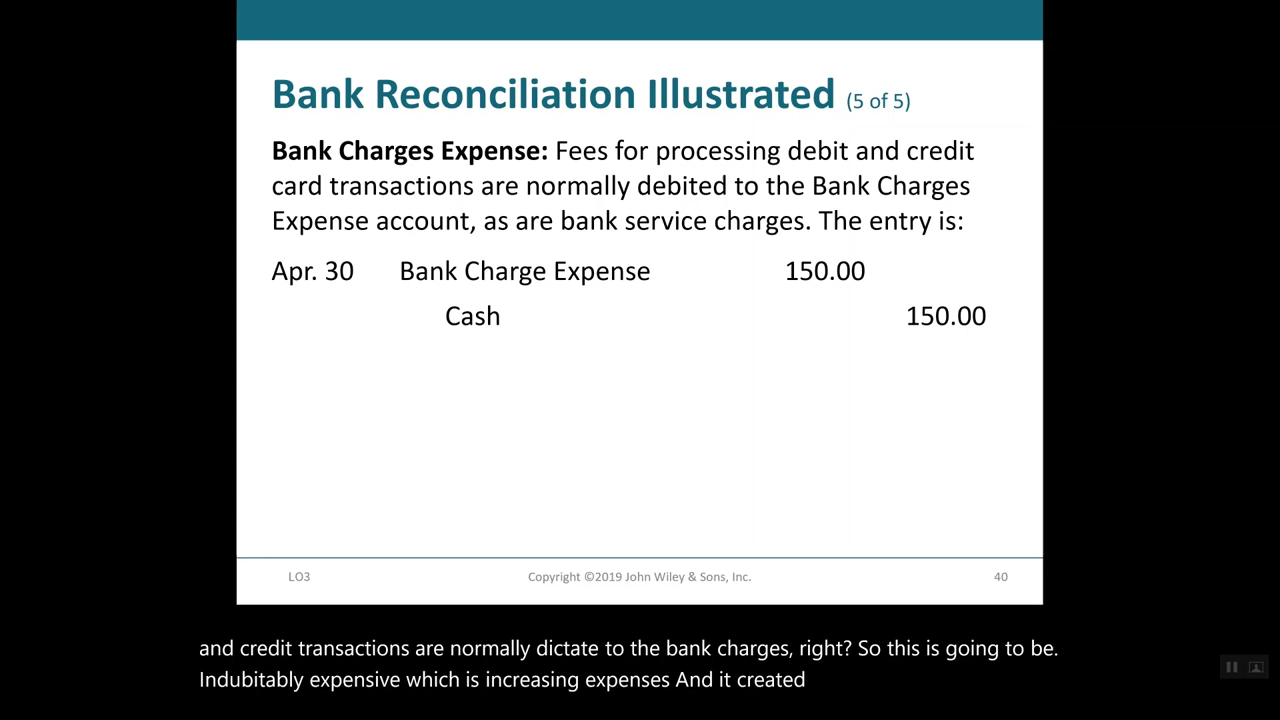 Bank Reconciliation Illustrated (5 of 5)
Bank Charges Expense: Fees for processing debit and credit
card transactions are normally debited to the Bank Charges
Expense account, as are bank service charges. The entry is:
Apr. 30 Bank Charge Expense 150.00
Cash 150.00
LO3 Copyright ©2019 John Wiley & Sons, Inc. 40
and credit transactions are normally dictate to the bank charges, right? So this is going to be.
Indubitably expensive which is increasing expenses And it created